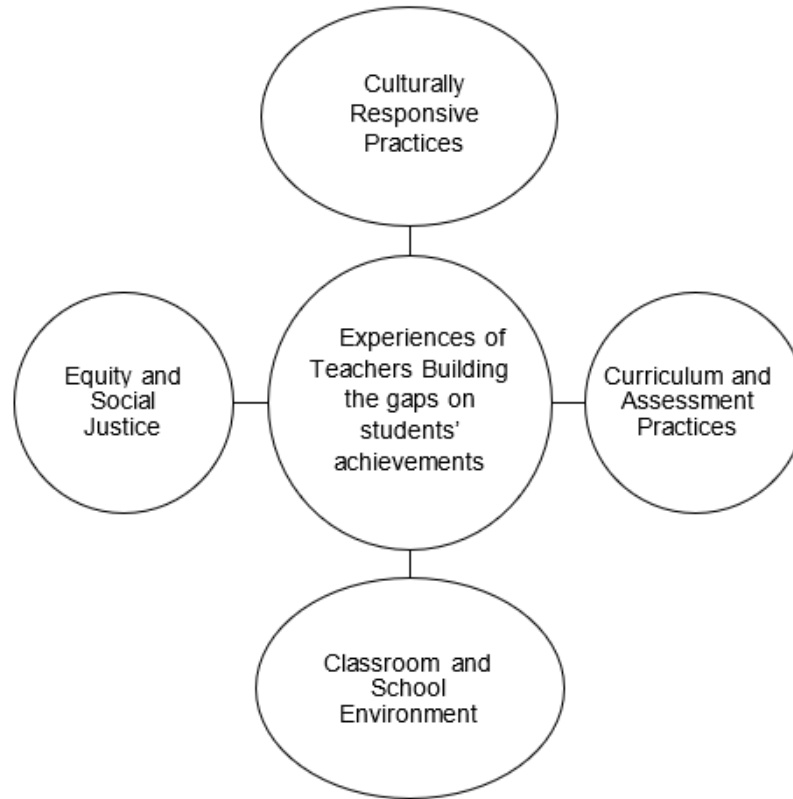 Culturally
Responsive
Practices
Equity and
Social
Justice
Experiences of
Teachers Building
the gaps on
students’
achievements
Curriculum and
Assessment
Practices
Classroom and
School
Environment